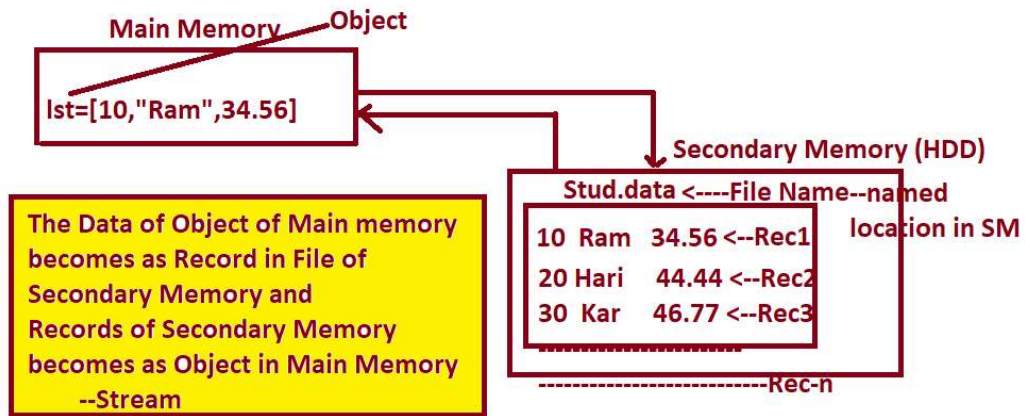 Object
Main Memory
lst=[10,"Ram",34.56]
Secondary Memory (HDD)
Stud.data <----File Name--named
location in SM
10 Ram 34.56 <--Rec1
20 Hari 44.44 <--Rec2
30 Kar 46.77 <--Rec3
------------------------
---------------------------Rec-n
The Data of Object of Main memory
becomes as Record in File of
Secondary Memory and
Records of Secondary Memory
becomes as Object in Main Memory
--Stream